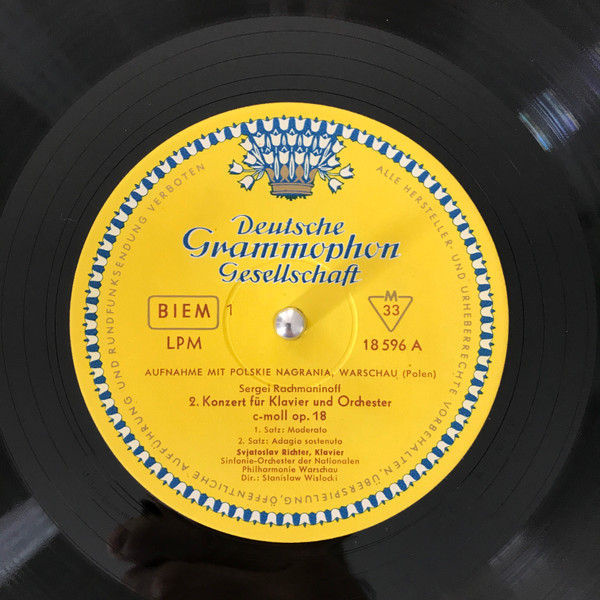 Deutsche
Grammophon
Gesellschaft
BIEM
1
M
33
LPM
18 596 A
AUFNAHME MIT POLSKIE NAGRANIA, WARSCHAU (Polen)
Sergei Rachmaninoff
2. Konzert für Klavier und Orchester
c-moll op. 18
1. Satz: Moderato
2. Satz: Adagio sostenuto
Svjatoslav Richter, Klavier
Sinfonie-Orchester der Nationalen
Philharmonie Warschau
Dir.: Stanislaw Wislocki
ALLE HERSTELLER- UND URHEBERRECHTE VORBEHALTEN, ÜBERSPIELUNG, ÖFFENTLICHE AUFFÜHRUNG UND RUNDFUNKSENDUNG VERBOTEN